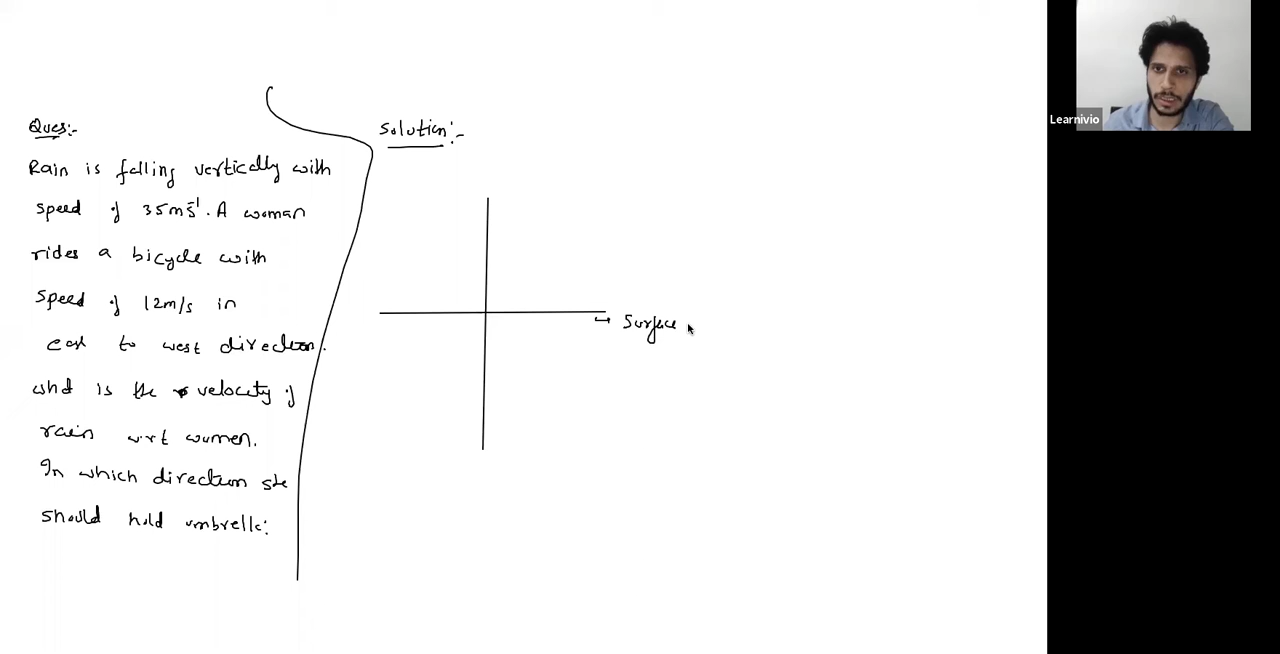 Ques:-
Rain is falling vertically with
speed of 35ms⁻¹. A woman
rides a bicycle with
speed of 12m/s in
east to west direction.
what is the velocity of
rain wrt women.
In which direction she
should hold umbrella:
Solution:-
Surface
Learnivio